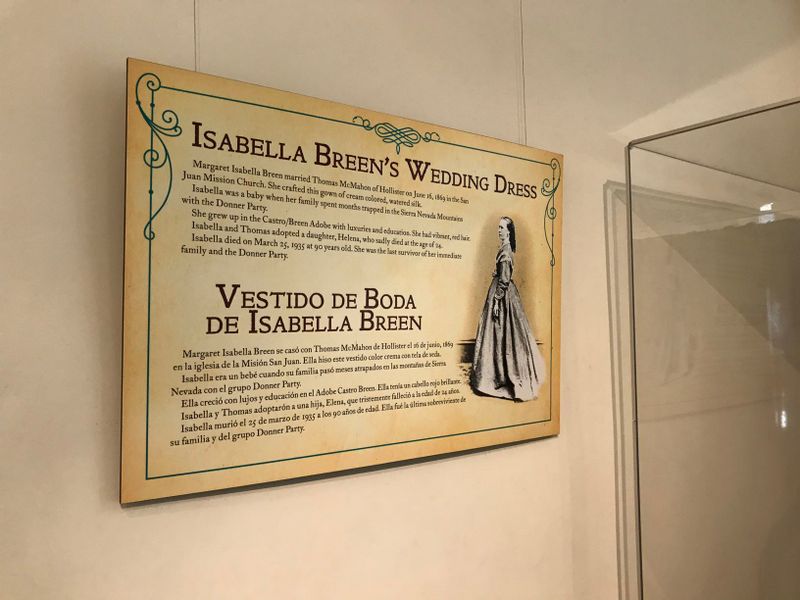 Isabella Breen's Wedding Dress
Margaret Isabella Breen married Thomas McMahon of Hollister on June 16, 1869 in the San
Juan Mission Church. She crafted this gown of cream colored, watered silk.
Isabella was a baby when her family spent months trapped in the Sierra Nevada Mountains
with the Donner Party.
She grew up in the Castro/Breen Adobe with luxuries and education. She had vibrant, red hair.
Isabella and Thomas adopted a daughter, Helena, who sadly died at the age of 24.
Isabella died on March 25, 1935 at 90 years old. She was the last survivor of her immediate
family and the Donner Party.
Vestido de Boda
de Isabella Breen
Margaret Isabella Breen se casó con Thomas McMahon de Hollister el 16 de junio, 1869
en la iglesia de la Misión San Juan. Ella hiso este vestido color crema con tela de seda.
Isabella era un bebé cuando su familia pasó meses atrapados en las montañas de Sierra
Nevada con el grupo Donner Party.
Ella creció con lujos y educación en el Adobe Castro Breen. Ella tenía un cabello rojo brillante.
Isabella y Thomas adoptarón a una hija, Elena, que tristemente falleció a la edad de 24 años.
Isabella murió el 25 de marzo de 1935 a los 90 años de edad. Ella fué la última sobreviviente de
su familia y del grupo Donner Party.